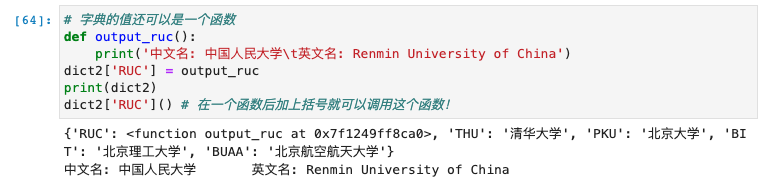 [64]: # 字典的值还可以是一个函数
def output_ruc():
    print('中文名: 中国人民大学\t英文名: Renmin University of China')
dict2['RUC'] = output_ruc
print(dict2)
dict2['RUC']() # 在一个函数后加上括号就可以调用这个函数!
{'RUC': <function output_ruc at 0x7f1249ff8ca0>, 'THU': '清华大学', 'PKU': '北京大学', 'BI
T': '北京理工大学', 'BUAA': '北京航空航天大学'}
中文名: 中国人民大学	英文名: Renmin University of China